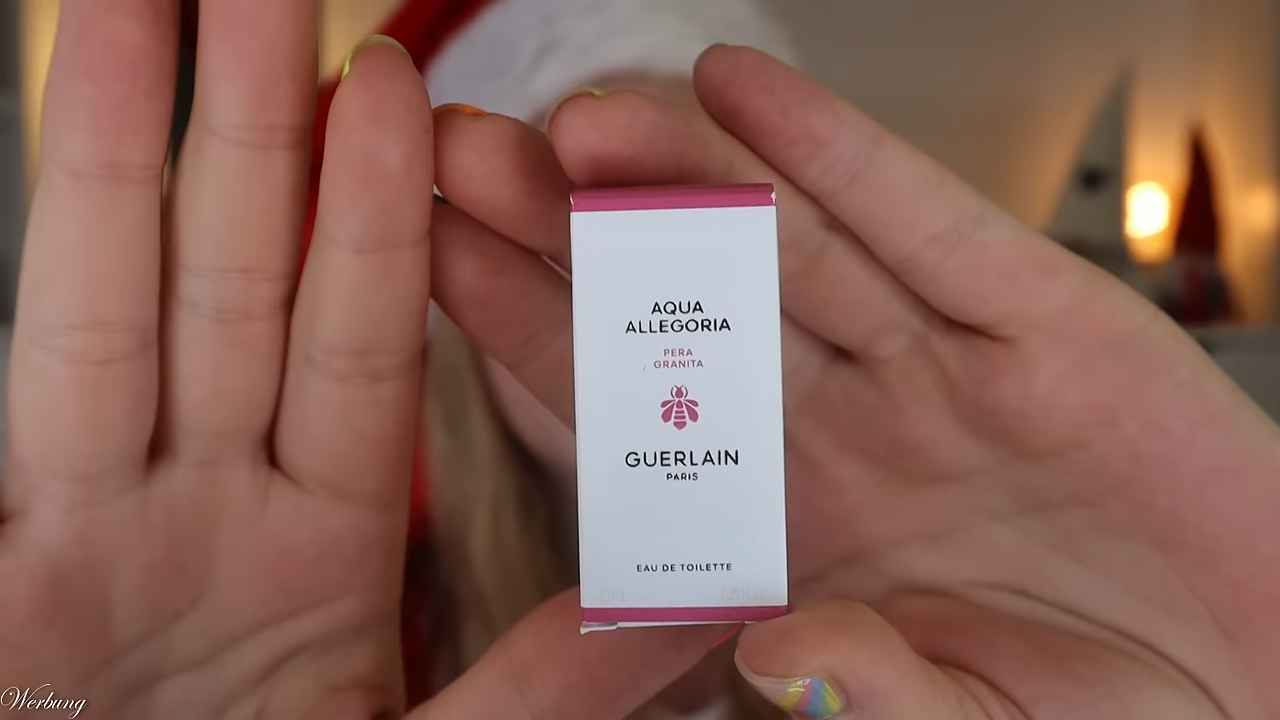 AQUA
ALLEGORIA
PERA
GRANITA
GUERLAIN
PARIS
EAU DE TOILETTE
Werbung